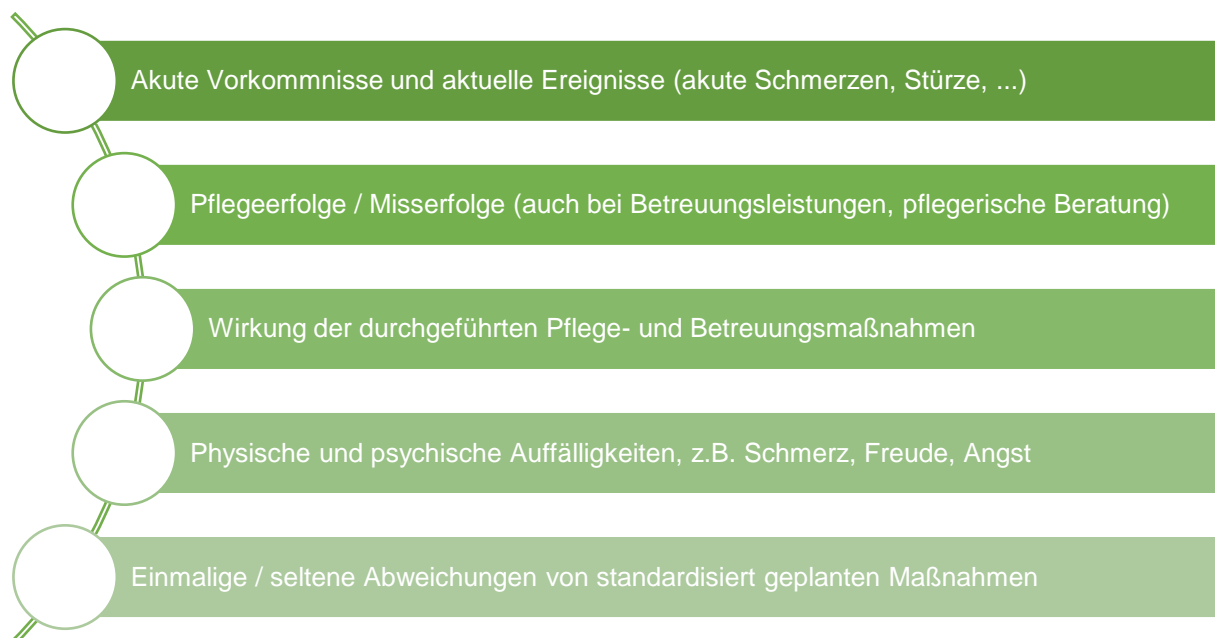 Akute Vorkommnisse und aktuelle Ereignisse (akute Schmerzen, Stürze, ...)
Pflegeerfolge / Misserfolge (auch bei Betreuungsleistungen, pflegerische Beratung)
Wirkung der durchgeführten Pflege- und Betreuungsmaßnahmen
Physische und psychische Auffälligkeiten, z.B. Schmerz, Freude, Angst
Einmalige / seltene Abweichungen von standardisiert geplanten Maßnahmen